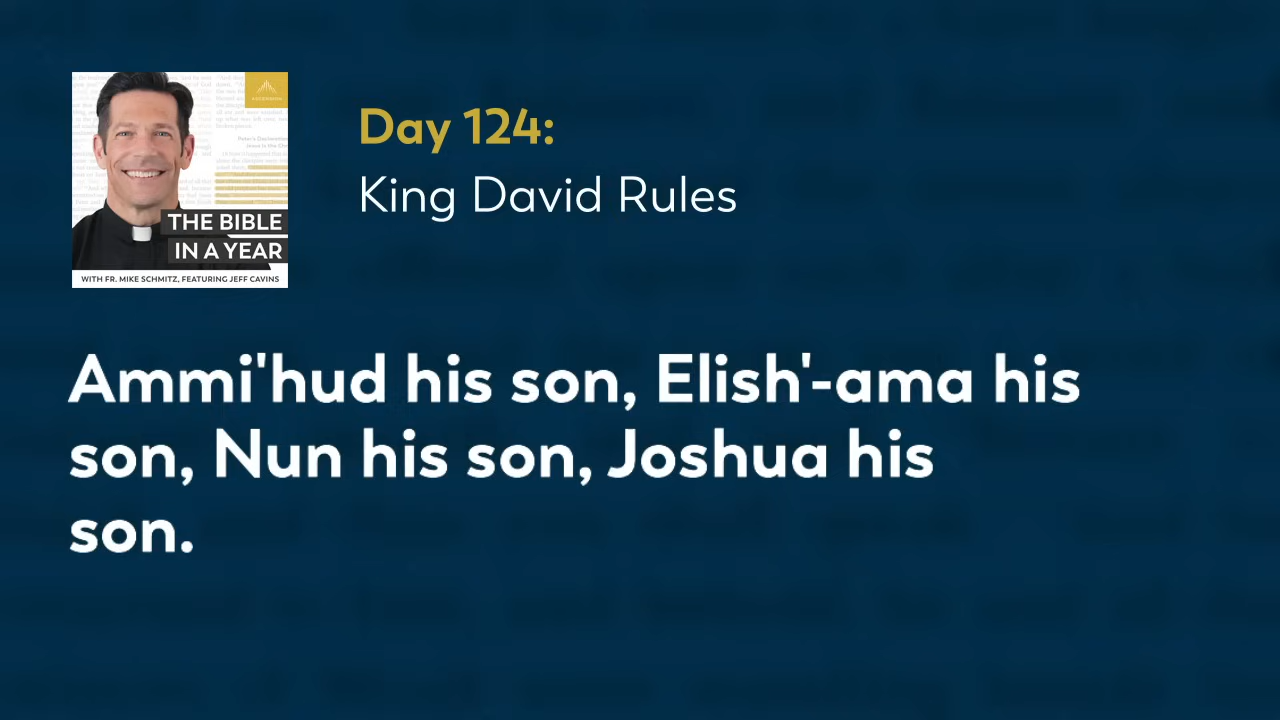 Day 124:
King David Rules
THE BIBLE
IN A YEAR
WITH FR. MIKE SCHMITZ, FEATURING JEFF CAVINS
Ammi'hud his son, Elish'-ama his
son, Nun his son, Joshua his
son.